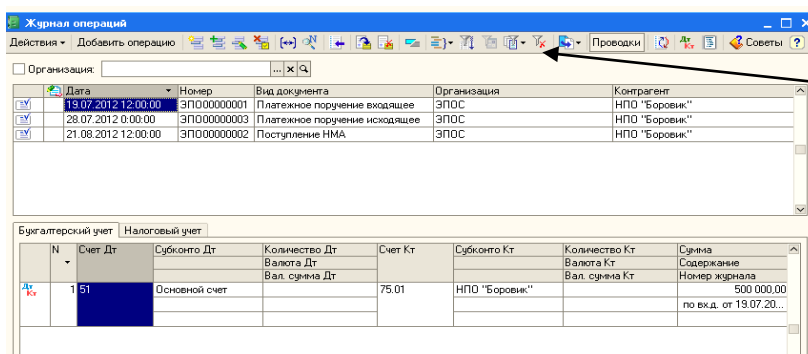 Журнал операций
Действия Добавить операцию Проводки Советы ?
Организация: ... x
Дата Номер Вид документа Организация Контрагент
19.07.2012 12:00:00 ЭПО00000001 Платежное поручение входящее ЭПОС НПО "Боровик"
28.07.2012 0:00:00 ЭПО00000003 Платежное поручение исходящее ЭПОС НПО "Боровик"
21.08.2012 12:00:00 ЭПО00000002 Поступление НМА ЭПОС НПО "Боровик"
Бухгалтерский учет Налоговый учет
N Счет Дт Субконто Дт Количество Дт Счет Кт Субконто Кт Количество Кт Сумма
Валюта Дт Валюта Кт Содержание
Вал. сумма Дт Вал. сумма Кт Номер журнала
Дт Кт 1 51 Основной счет 75.01 НПО "Боровик" 500 000,00
по вх.д. от 19.07.20...